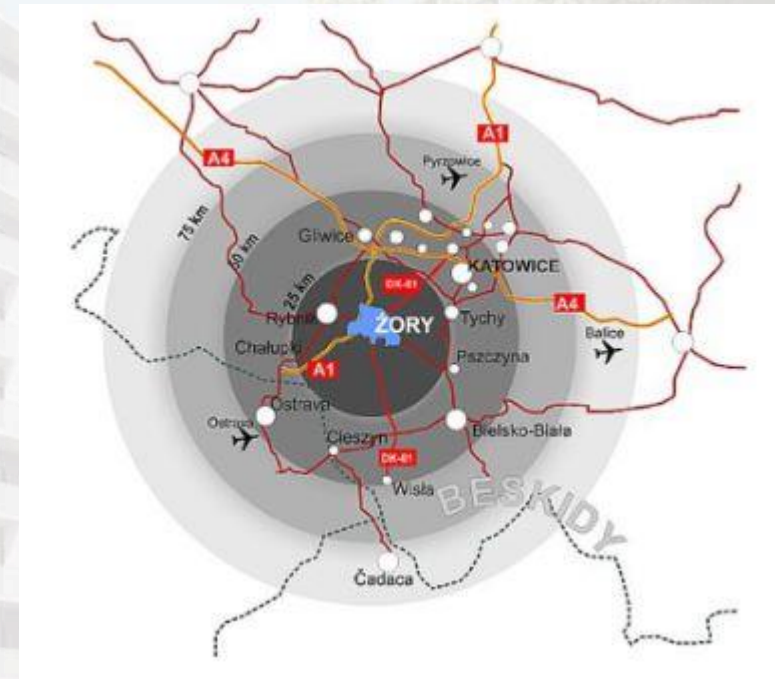 A1
A4
Pyrzowice
75 km
50 km
Gliwice
KATOWICE
25 km
DK-81
A4
Rybnik
ŻORY
Tychy
Balice
Chałupki
Pszczyna
A1
Ostrava
Ostrava
Bielsko-Biała
Cieszyn
DK-81
Wisła
BESKIDY
Čadaca